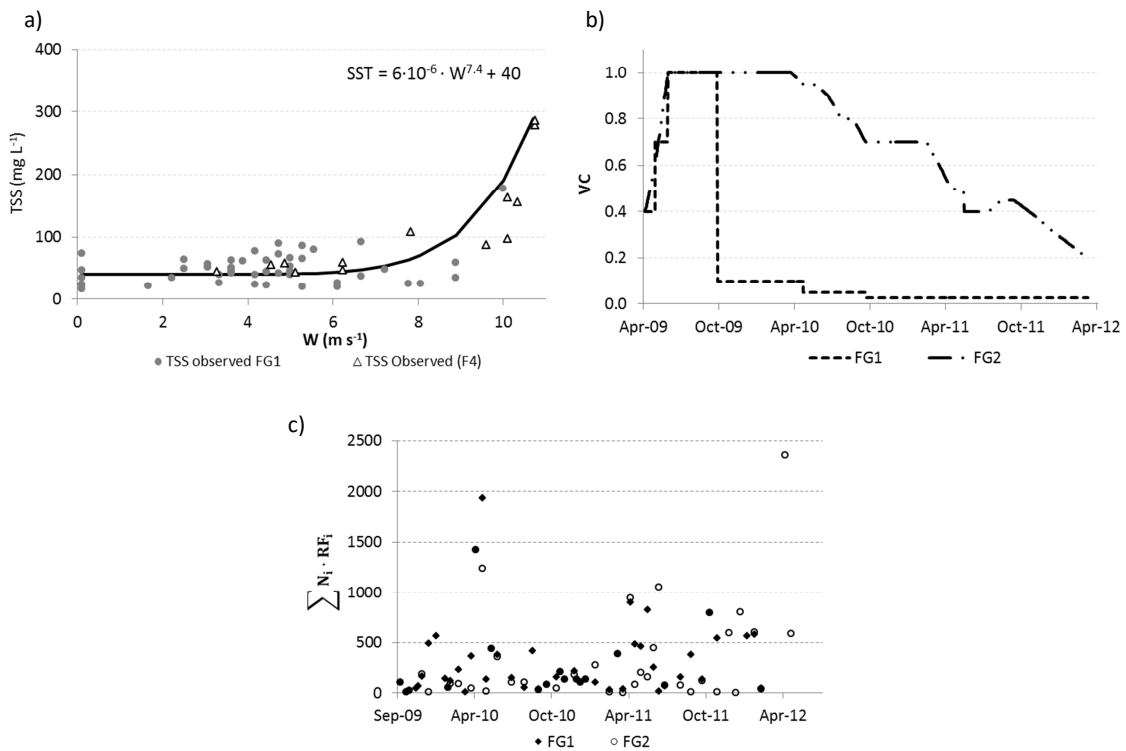 a)
400
300
200
100
0
TSS (mg L⁻¹)
SST = 6·10⁻⁶ · W⁷·⁴ + 40
0 2 4 6 8 10
W (m s⁻¹)
TSS observed FG1 TSS Observed (F4)
b)
1.0
0.8
0.6
0.4
0.2
0.0
VC
Apr-09 Oct-09 Apr-10 Oct-10 Apr-11 Oct-11 Apr-12
FG1 FG2
c)
2500
2000
1500
1000
500
0
∑ Nᵢ · RFᵢ
Sep-09 Apr-10 Oct-10 Apr-11 Oct-11 Apr-12
FG1 FG2